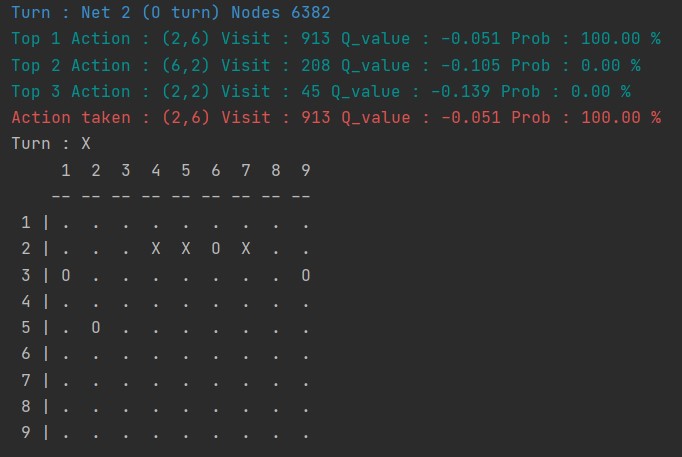 Turn : Net 2 (O turn) Nodes 6382
Top 1 Action : (2,6) Visit : 913 Q_value : -0.051 Prob : 100.00 %
Top 2 Action : (6,2) Visit : 208 Q_value : -0.105 Prob : 0.00 %
Top 3 Action : (2,2) Visit : 45 Q_value : -0.139 Prob : 0.00 %
Action taken : (2,6) Visit : 913 Q_value : -0.051 Prob : 100.00 %
Turn : X
1 2 3 4 5 6 7 8 9
-- -- -- -- -- -- -- -- --
1 | . . . . . . . . .
2 | . . . X X O X . .
3 | O . . . . . . . O
4 | . . . . . . . . .
5 | . O . . . . . . .
6 | . . . . . . . . .
7 | . . . . . . . . .
8 | . . . . . . . . .
9 | . . . . . . . . .